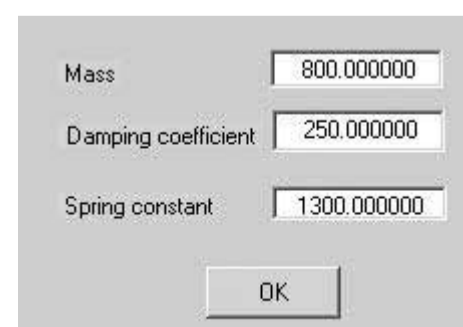 Mass 800.000000
Damping coefficient 250.000000
Spring constant 1300.000000
OK